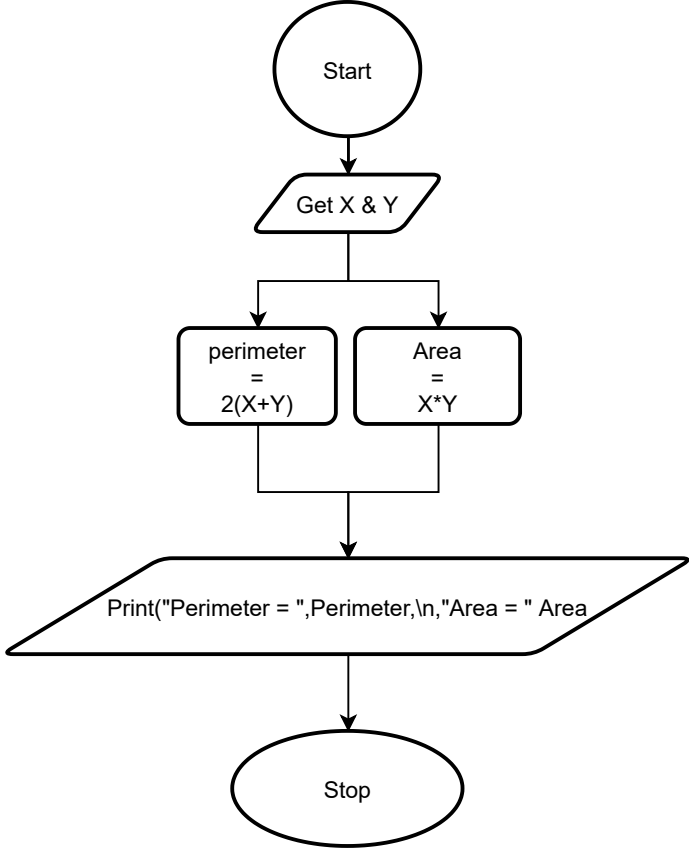 Start
Get X & Y
perimeter
=
2(X+Y)
Area
=
X*Y
Print("Perimeter = ",Perimeter,\n,"Area = " Area
Stop